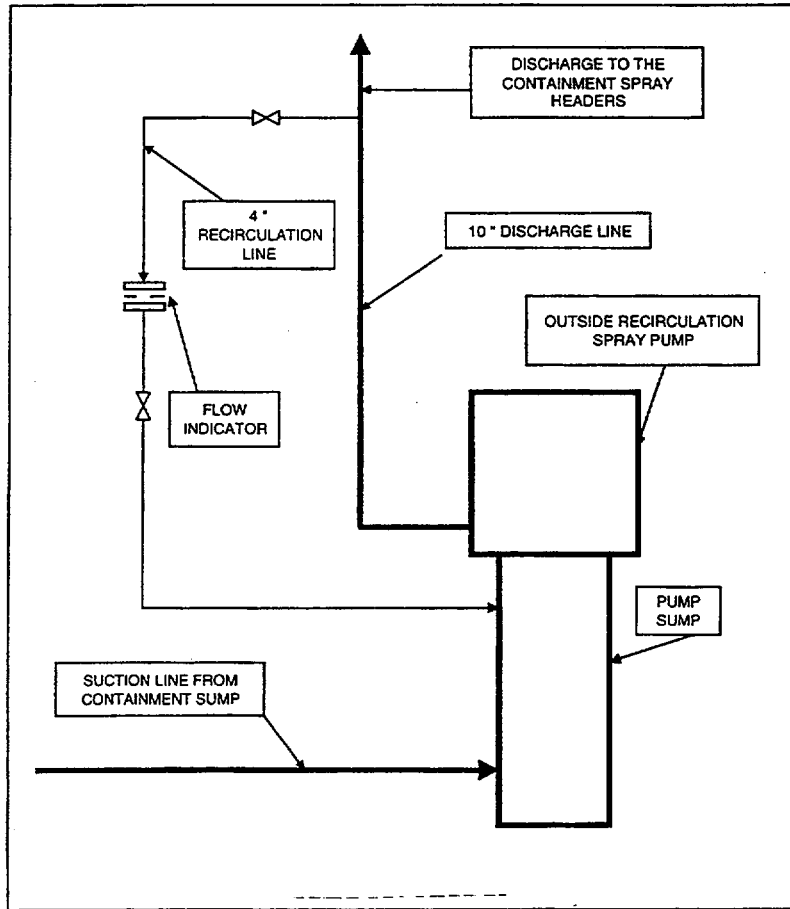 DISCHARGE TO THE
CONTAINMENT SPRAY
HEADERS
4 "
RECIRCULATION
LINE
10 " DISCHARGE LINE
OUTSIDE RECIRCULATION
SPRAY PUMP
FLOW
INDICATOR
PUMP
SUMP
SUCTION LINE FROM
CONTAINMENT SUMP